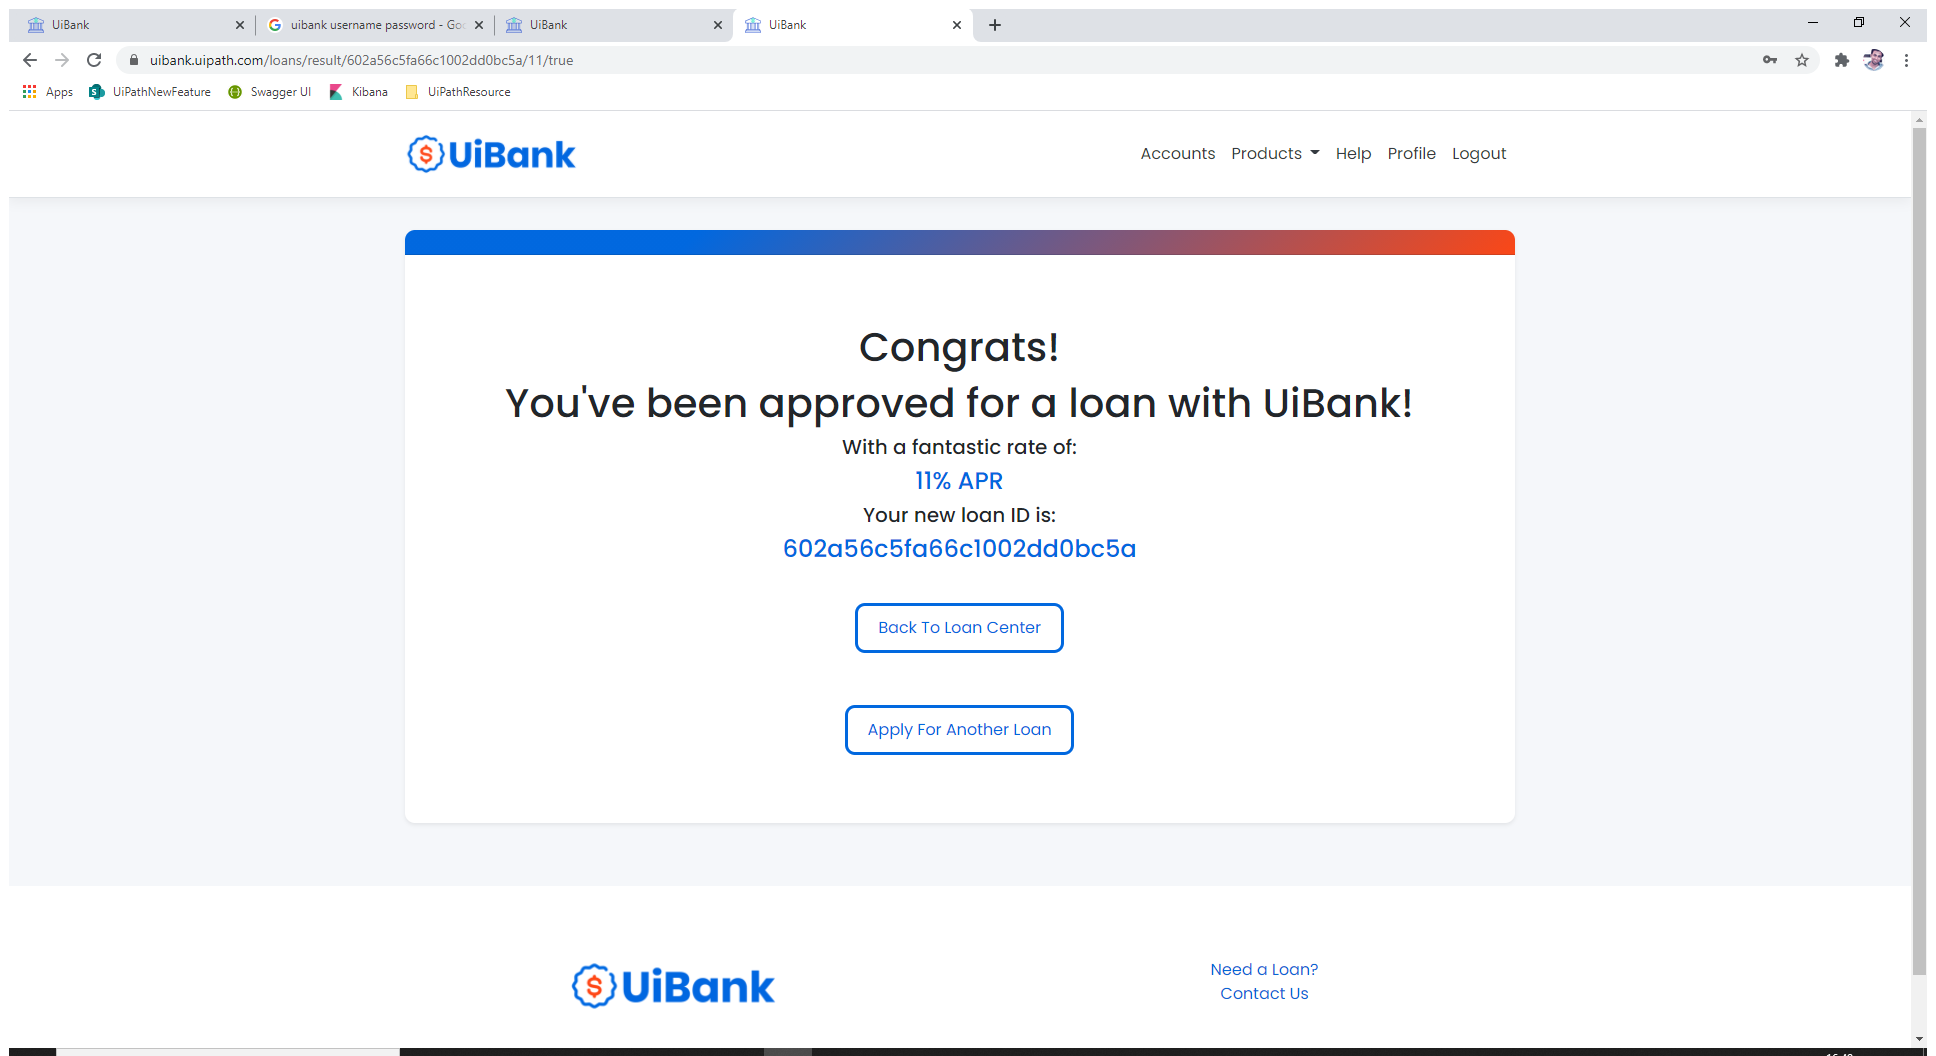 UiBank
uibank username password - Goo
UiBank
UiBank
uibank.uipath.com/loans/result/602a56c5fa66c1002dd0bc5a/11/true
Apps UiPathNewFeature Swagger UI Kibana UiPathResource
UiBank
Accounts Products Help Profile Logout
Congrats!
You've been approved for a loan with UiBank!
With a fantastic rate of:
11% APR
Your new loan ID is:
602a56c5fa66c1002dd0bc5a
Back To Loan Center
Apply For Another Loan
UiBank
Need a Loan?
Contact Us